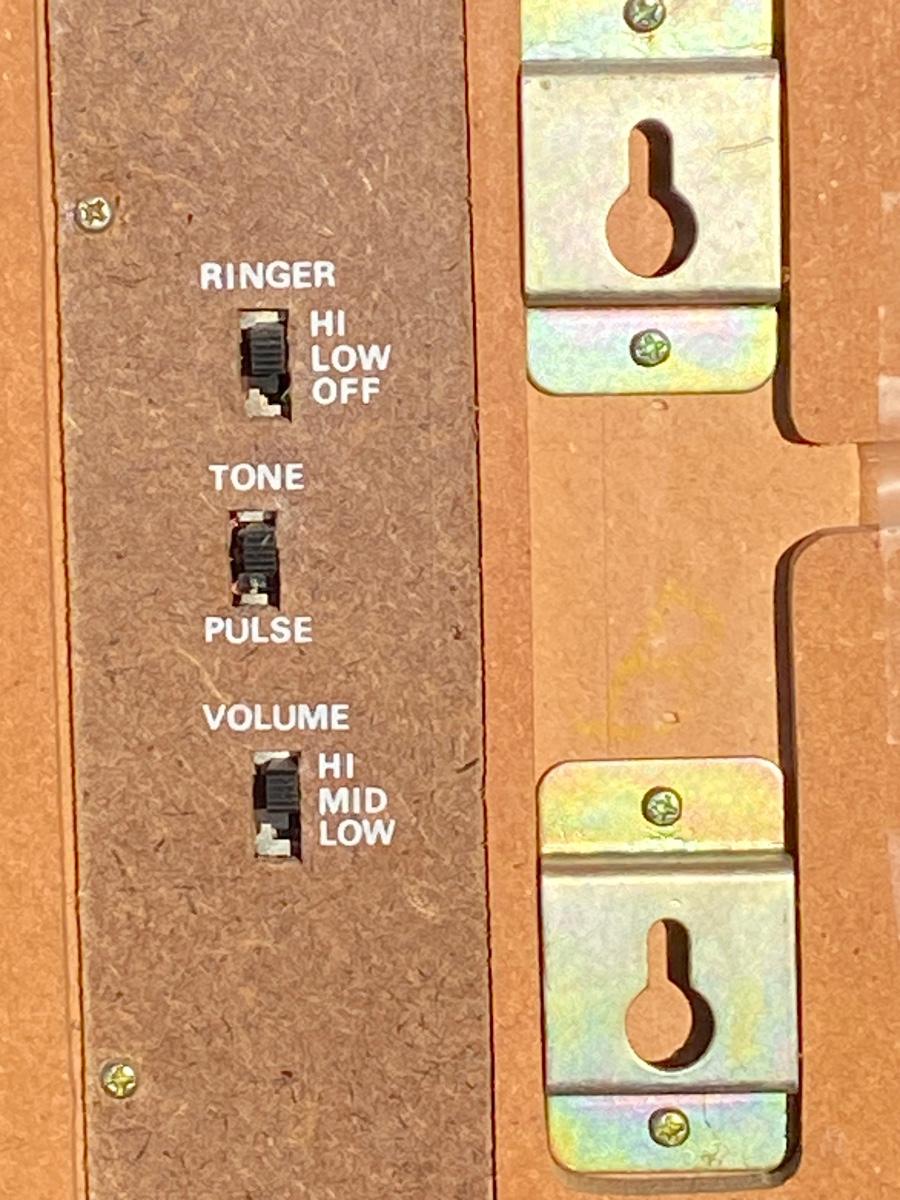 RINGER
HI
LOW
OFF
TONE
PULSE
VOLUME
HI
MID
LOW